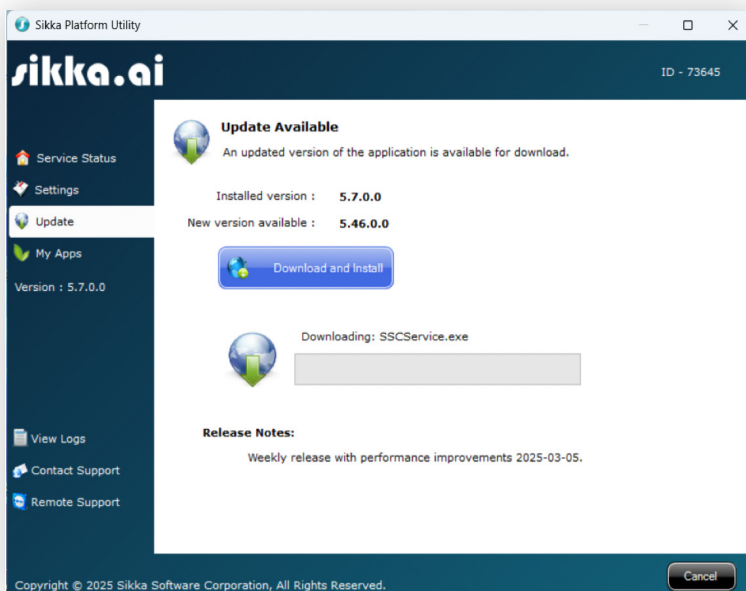 Sikka Platform Utility
sikka.ai
ID - 73645
Service Status
Settings
Update
My Apps
Version : 5.7.0.0
View Logs
Contact Support
Remote Support
Update Available
An updated version of the application is available for download.
Installed version : 5.7.0.0
New version available : 5.46.0.0
Download and Install
Downloading: SSCService.exe
Release Notes:
Weekly release with performance improvements 2025-03-05.
Copyright © 2025 Sikka Software Corporation, All Rights Reserved.
Cancel